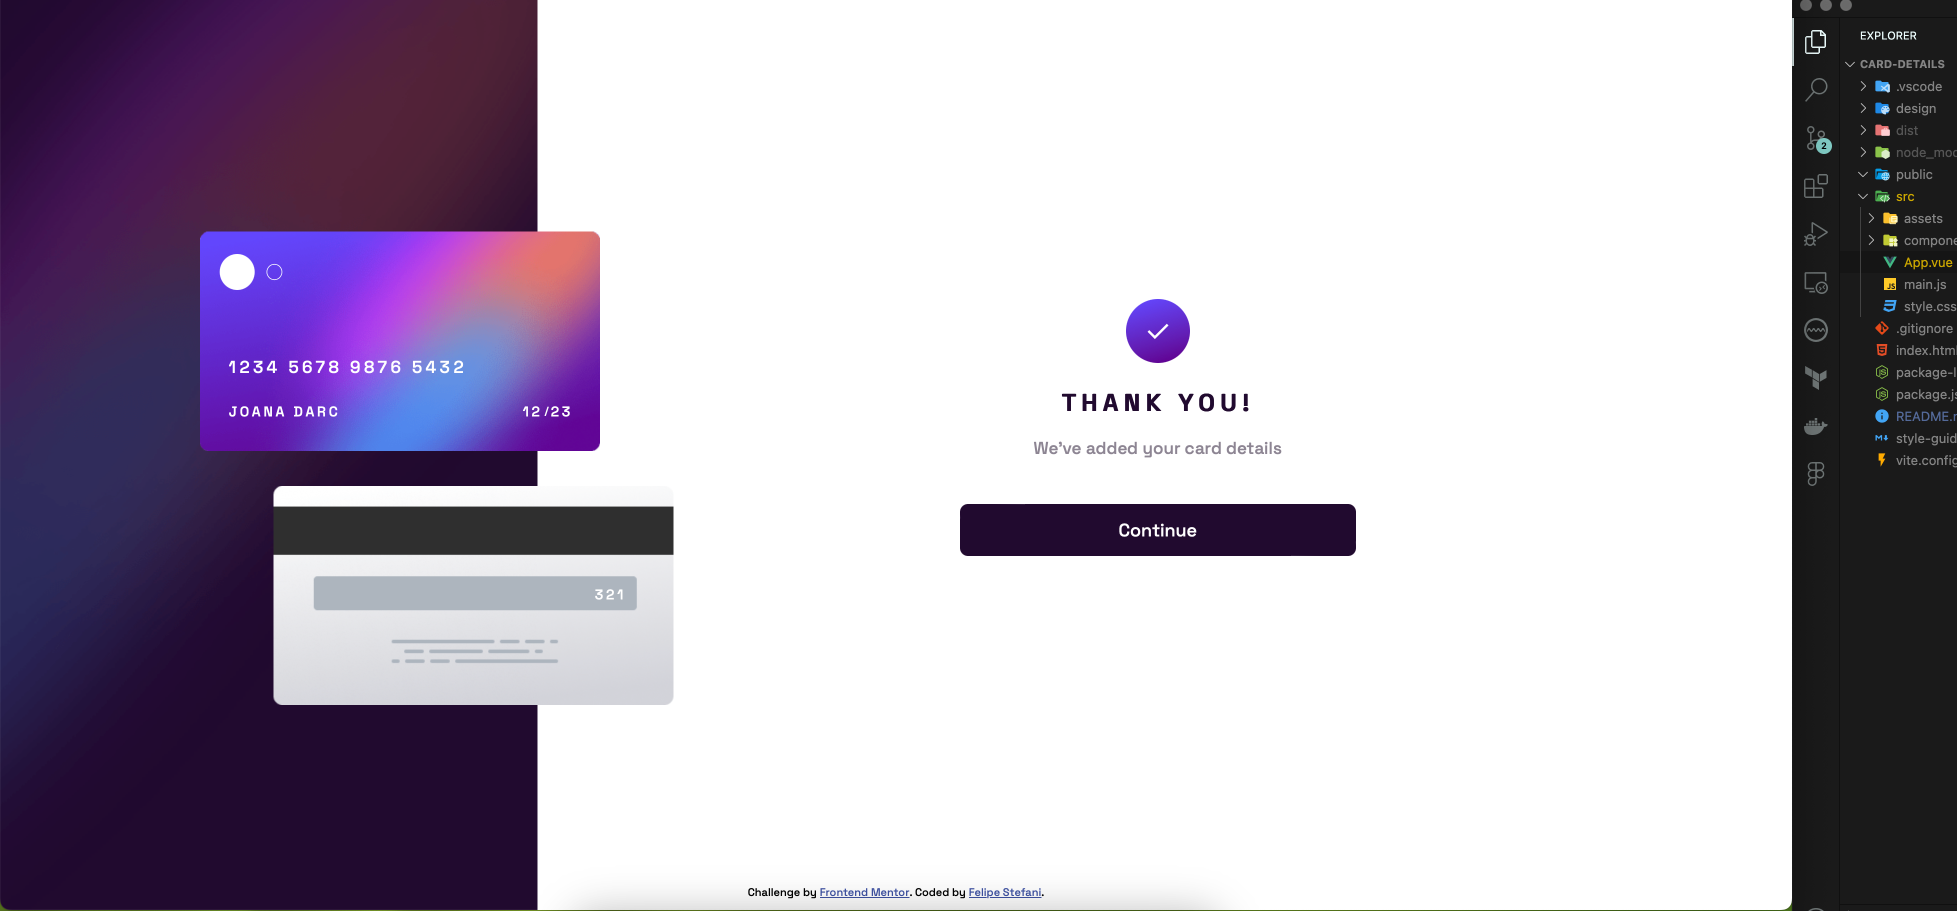 1234 5678 9876 5432
JOANA DARC 12/23
321
THANK YOU!
We've added your card details
Continue
Challenge by Frontend Mentor. Coded by Felipe Stefani.
EXPLORER
CARD-DETAILS
.vscode
design
dist
node_mod
public
src
assets
compone
App.vue
main.js
style.css
.gitignore
index.html
package-l
package.js
README.m
style-guid
vite.config
2